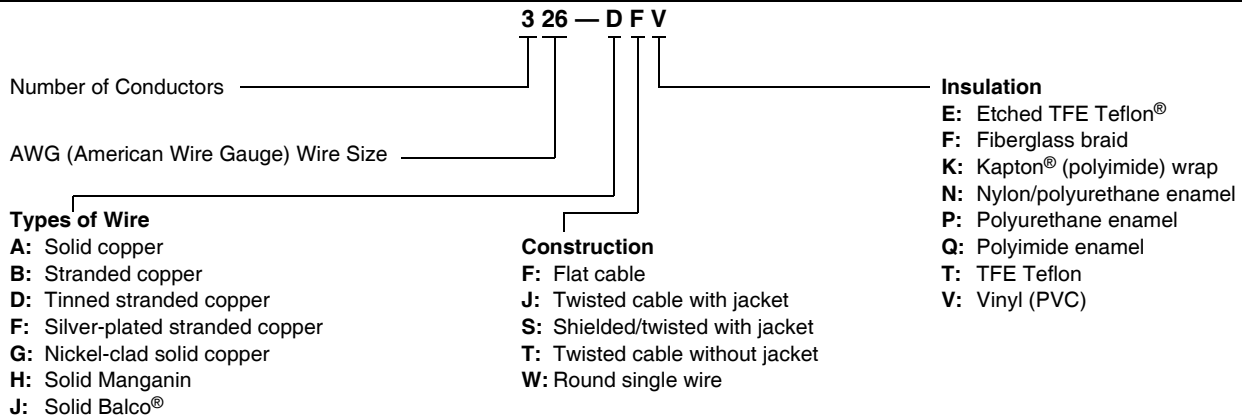 3 26 — D F V
Number of Conductors
AWG (American Wire Gauge) Wire Size
Types of Wire
A: Solid copper
B: Stranded copper
D: Tinned stranded copper
F: Silver-plated stranded copper
G: Nickel-clad solid copper
H: Solid Manganin
J: Solid Balco®
Construction
F: Flat cable
J: Twisted cable with jacket
S: Shielded/twisted with jacket
T: Twisted cable without jacket
W: Round single wire
Insulation
E: Etched TFE Teflon®
F: Fiberglass braid
K: Kapton® (polyimide) wrap
N: Nylon/polyurethane enamel
P: Polyurethane enamel
Q: Polyimide enamel
T: TFE Teflon
V: Vinyl (PVC)